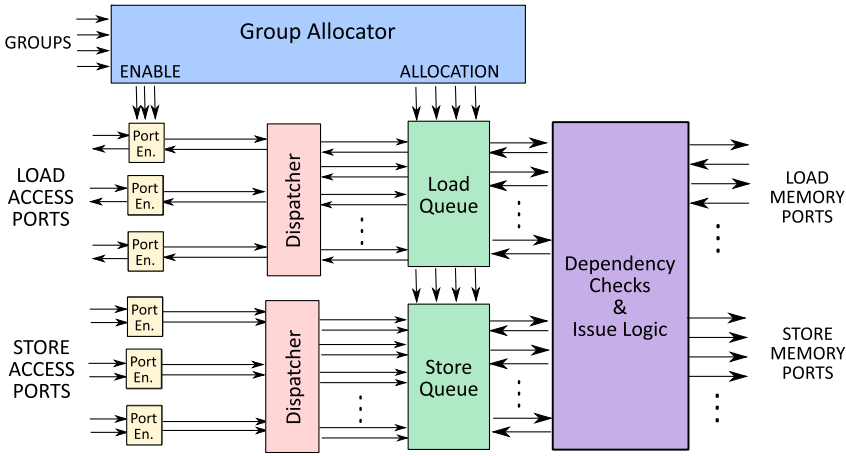 Group Allocator
GROUPS
ENABLE
ALLOCATION
Port
En.
Port
En.
Port
En.
LOAD
ACCESS
PORTS
Dispatcher
Load
Queue
LOAD
MEMORY
PORTS
Dependency
Checks
&
Issue Logic
Port
En.
Port
En.
Port
En.
STORE
ACCESS
PORTS
Dispatcher
Store
Queue
STORE
MEMORY
PORTS